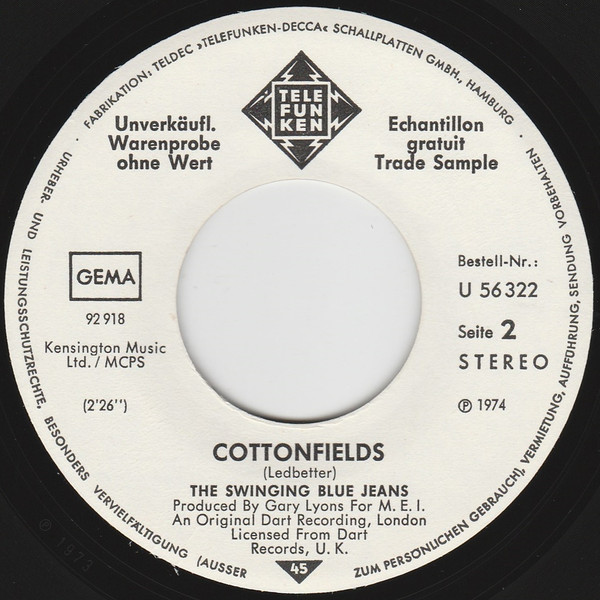 · FABRIKATION: TELDEC »TELEFUNKEN-DECCA« SCHALLPLATTEN GMBH., HAMBURG ·
URHEBER- UND LEISTUNGSSCHUTZRECHTE, BESONDERS VERVIELFÄLTIGUNG (AUSSER
ZUM PERSÖNLICHEN GEBRAUCH), VERMIETUNG, AUFFÜHRUNG, SENDUNG VORBEHALTEN ·
TELE
FUN
KEN
Unverkäufl.
Warenprobe
ohne Wert
Echantillon
gratuit
Trade Sample
GEMA
92 918
Kensington Music
Ltd. / MCPS
(2'26'')
Bestell-Nr.:
U 56 322
Seite 2
STEREO
℗ 1974
COTTONFIELDS
(Ledbetter)
THE SWINGING BLUE JEANS
Produced By Gary Lyons For M. E. I.
An Original Dart Recording, London
Licensed From Dart
Records, U. K.
45
℗ 1973